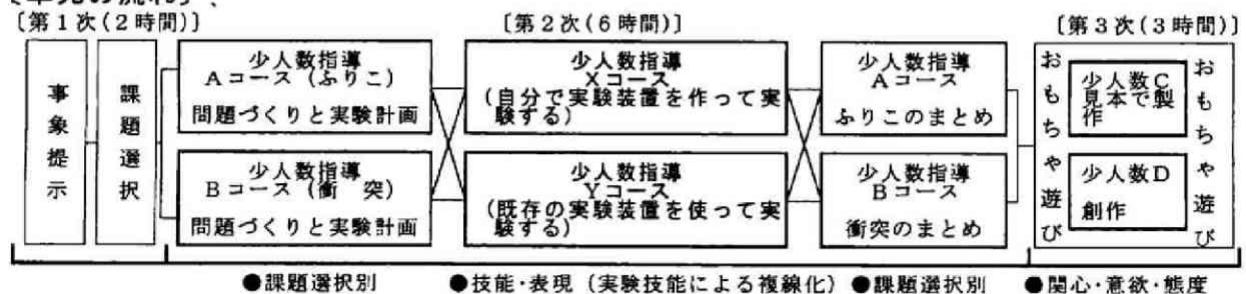 〔第1次(2時間)〕
〔第2次(6時間)〕
〔第3次(3時間)〕
事象提示
課題選択
少人数指導
Aコース(ふりこ)
問題づくりと実験計画
少人数指導
Bコース(衝 突)
問題づくりと実験計画
少人数指導
Xコース
(自分で実験装置を作って実
験する)
少人数指導
Yコース
(既存の実験装置を使って実
験する)
少人数指導
Aコース
ふりこのまとめ
少人数指導
Bコース
衝突のまとめ
おもちゃ遊び
少人数C
見本で製
作
少人数D
創作
おもちゃ遊び
●課題選択別
●技能・表現(実験技能による複線化)
●課題選択別
●関心・意欲・態度